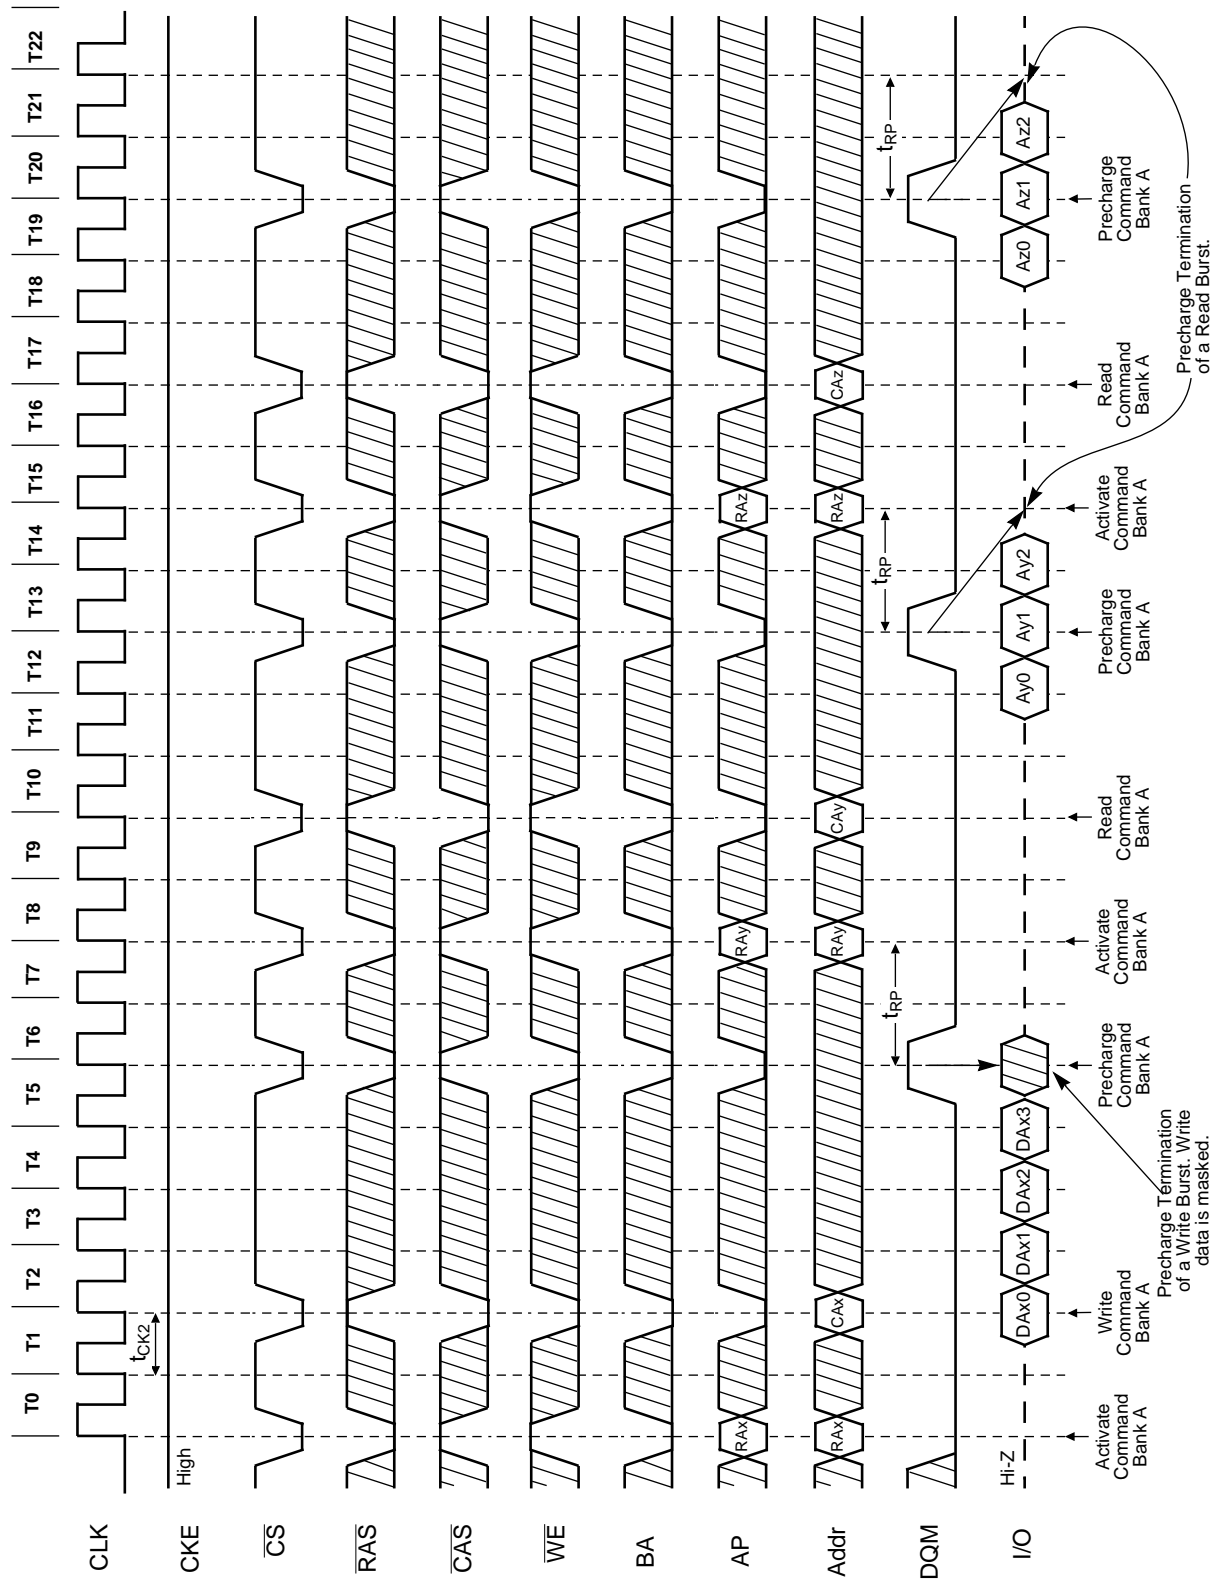 T0 T1 T2 T3 T4 T5 T6 T7 T8 T9 T10 T11 T12 T13 T14 T15 T16 T17 T18 T19 T20 T21 T22
CLK
tCK2
CKE
High
CS
RAS
CAS
WE
BA
AP
RAx RAy RAz
Addr
RAx CAx RAy CAy RAz CAz
DQM
tRP tRP tRP
I/O
Hi-Z
DAx0 DAx1 DAx2 DAx3 Ay0 Ay1 Ay2 Az0 Az1 Az2
Activate
Command
Bank A
Write
Command
Bank A
Precharge
Command
Bank A
Activate
Command
Bank A
Read
Command
Bank A
Precharge
Command
Bank A
Activate
Command
Bank A
Read
Command
Bank A
Precharge
Command
Bank A
Precharge Termination
of a Write Burst. Write
data is masked.
Precharge Termination
of a Read Burst.